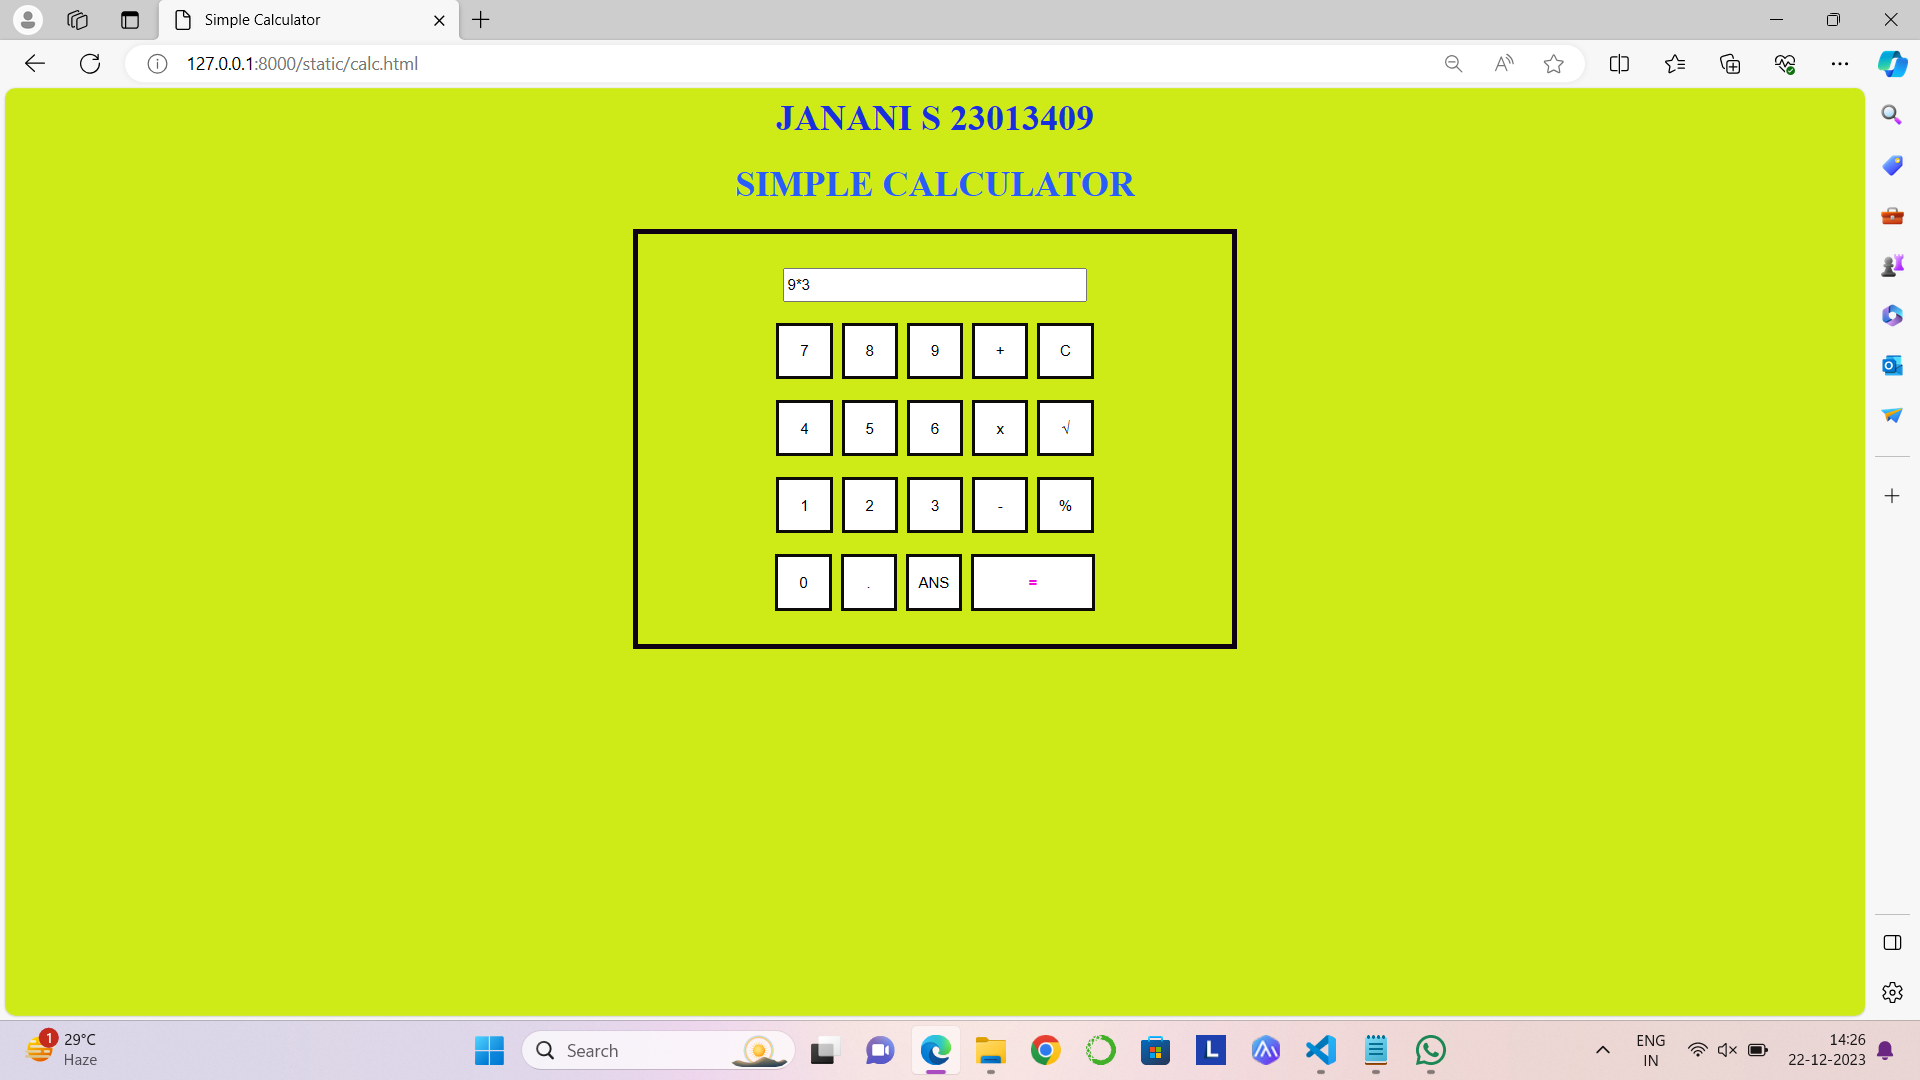 Simple Calculator
127.0.0.1:8000/static/calc.html
JANANI S 23013409
SIMPLE CALCULATOR
9*3
7 8 9 + C
4 5 6 x √
1 2 3 - %
0 . ANS =
1
29°C
Haze
Search
L
ENG
IN
14:26
22-12-2023